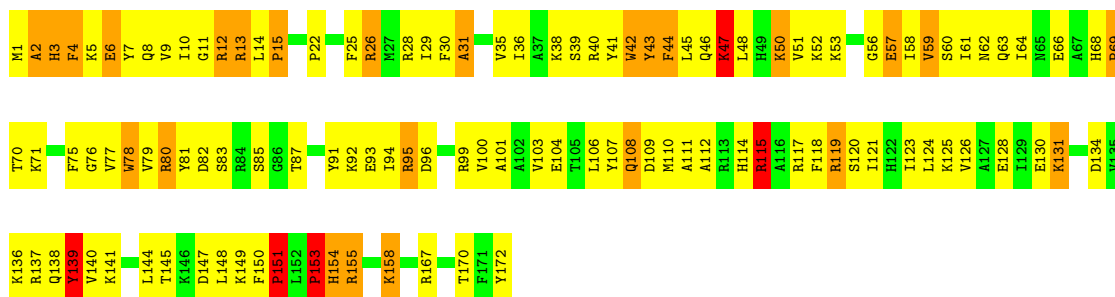 M1 A2 H3 F4 K5 E6 Y7 Q8 V9 I10 G11 R12 R13 L14 P15 P22 F25 R26 M27 R28 I29 F30 A31 V35 I36 A37 K38 S39 R40 Y41 W42 Y43 F44 L45 Q46 K47 L48 H49 K50 V51 K52 K53 G56 E57 I58 V59 S60 I61 N62 Q63 I64 N65 E66 A67 H68
T70 K71 F75 G76 V77 W78 V79 R80 Y81 D82 S83 R84 S85 G86 T87 Y91 K92 E93 I94 R95 D96 R99 V100 A101 A102 V103 E104 T105 L106 Y107 Q108 D109 M110 A111 A112 R113 H114 R115 A116 R117 F118 R119 S120 I121 H122 I123 L124 K125 V126 A127 E128 I129 E130 K131 D134
K136 R137 Q138 Y139 V140 K141 L144 T145 K146 D147 L148 K149 F150 P151 L152 P153 H154 R155 K158 R167 T170 F171 Y172